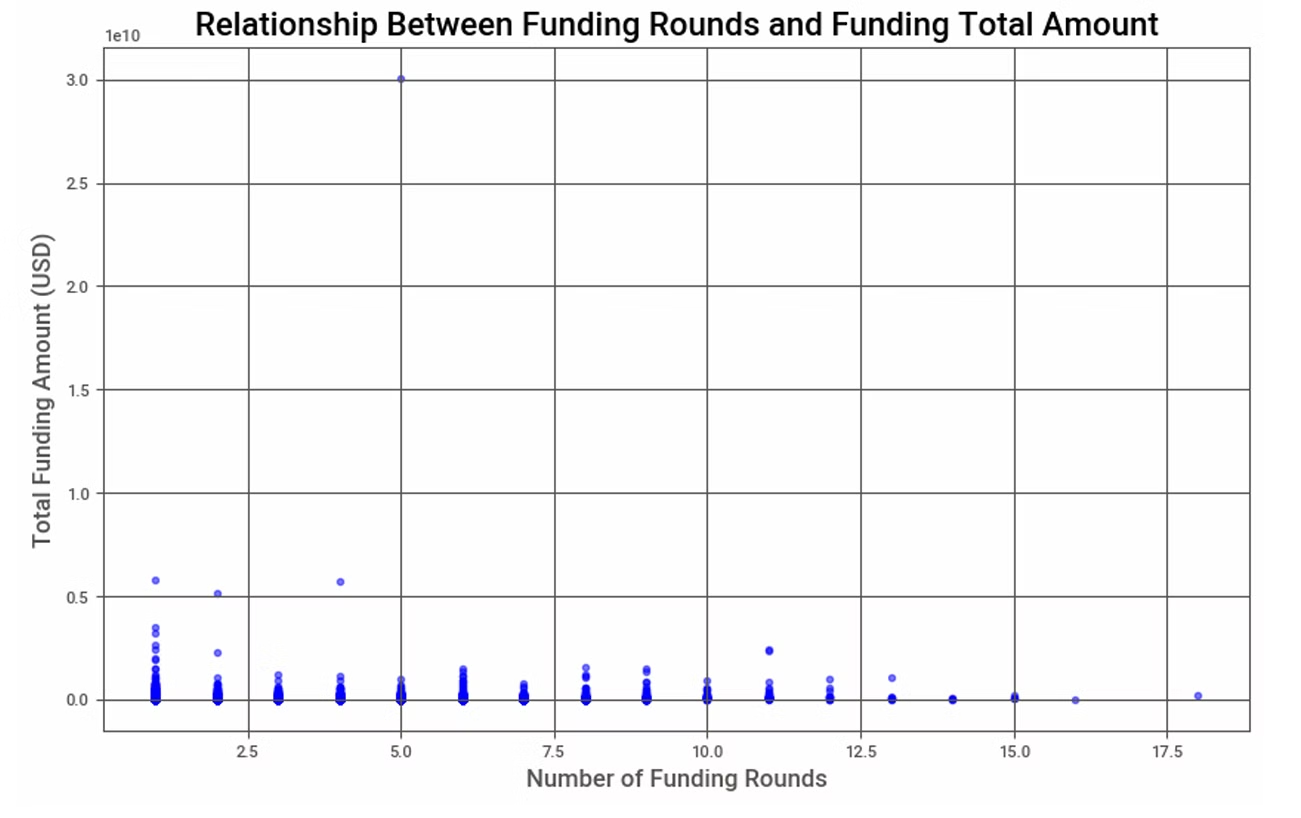 Relationship Between Funding Rounds and Funding Total Amount
1e10
3.0
2.5
2.0
1.5
1.0
0.5
0.0
Total Funding Amount (USD)
2.5 5.0 7.5 10.0 12.5 15.0 17.5
Number of Funding Rounds